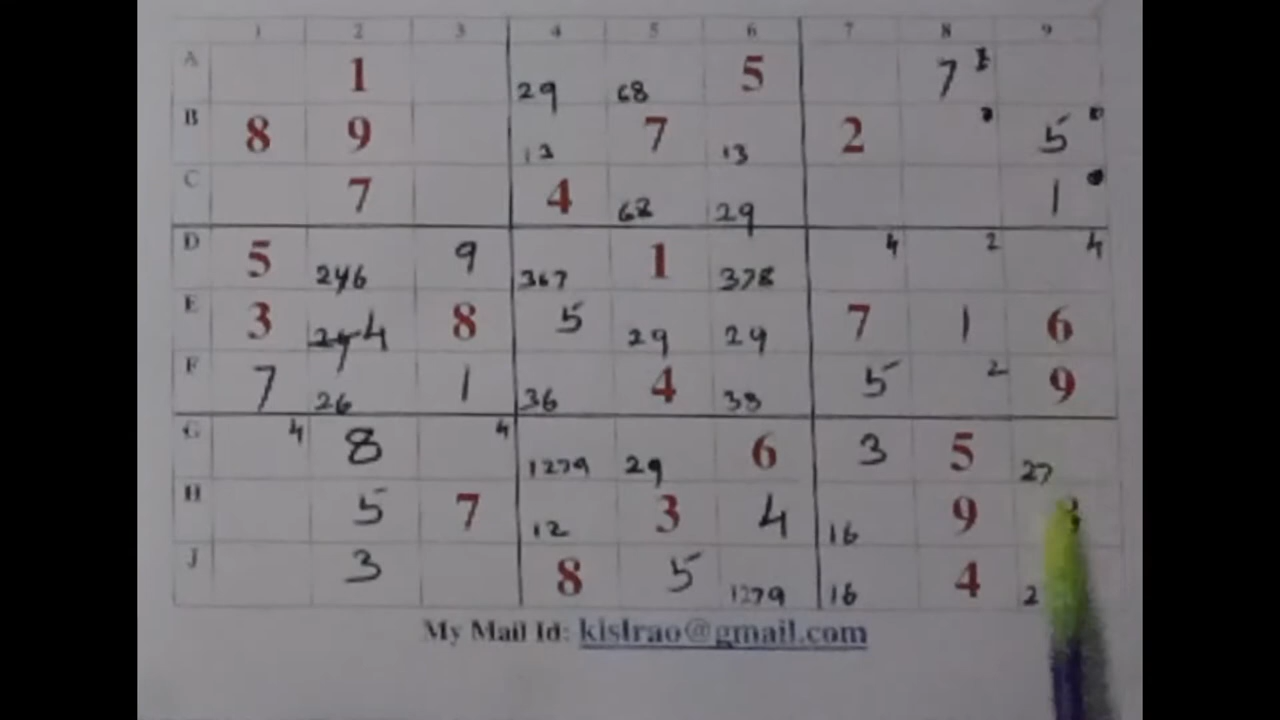 1 2 3 4 5 6 7 8 9
A 1 29 68 5 7
B 8 9 13 7 13 2 5
C 7 4 68 29 1
D 5 246 9 367 1 378 4 2 4
E 3 24 4 8 5 29 29 7 1 6
F 7 26 1 36 4 38 5 2 9
G 4 8 4 1279 29 6 3 5 27
H 5 7 12 3 4 16 9
J 3 8 5 1279 16 4 2
My Mail Id: kislrao@gmail.com